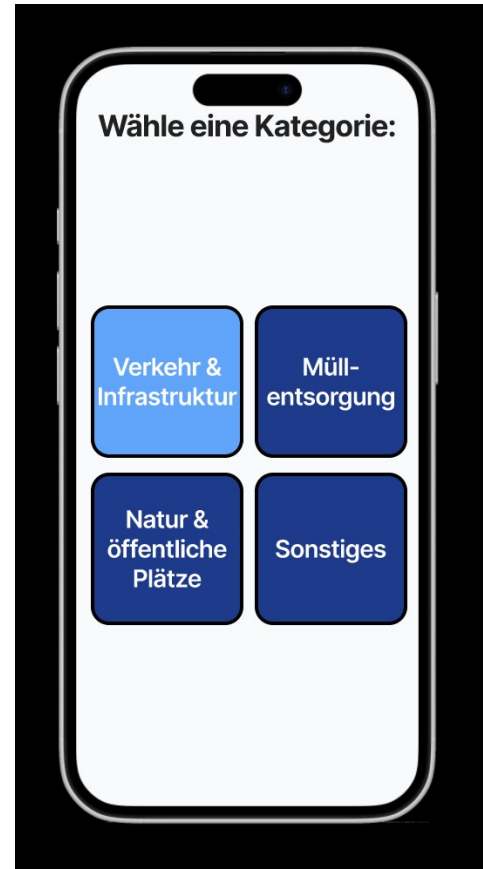 Wähle eine Kategorie:
Verkehr &
Infrastruktur
Müll-
entsorgung
Natur &
öffentliche
Plätze
Sonstiges